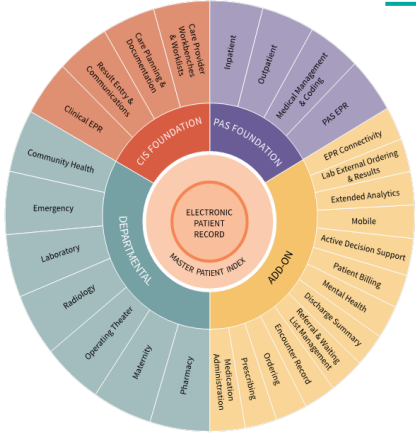 ELECTRONIC
PATIENT
RECORD
MASTER PATIENT INDEX
CIS FOUNDATION
Clinical EPR
Result Entry &
Communications
Care Planning &
Documentation
Care Provider
Workbenches
& Worklists
PAS FOUNDATION
Inpatient
Outpatient
Medical Management
& Coding
PAS EPR
ADD-ON
EPR Connectivity
Lab External Ordering
& Results
Extended Analytics
Mobile
Active Decision Support
Patient Billing
Mental Health
Discharge Summary
Referral & Waiting
List Management
Encounter Record
Ordering
Prescribing
Medication
Administration
DEPARTMENTAL
Pharmacy
Maternity
Operating Theater
Radiology
Laboratory
Emergency
Community Health